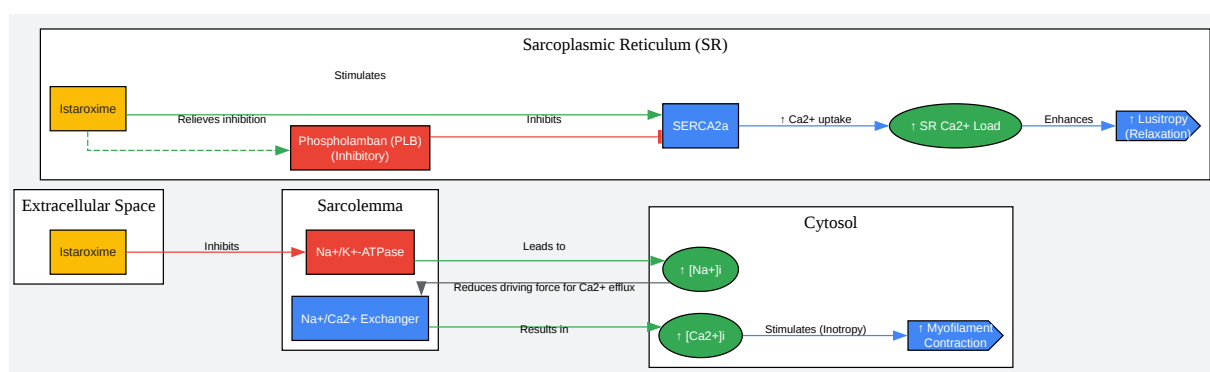 Sarcoplasmic Reticulum (SR)
Stimulates
Istaroxime
Relieves inhibition
Phospholamban (PLB)
(Inhibitory)
Inhibits
SERCA2a
↑ Ca2+ uptake
↑ SR Ca2+ Load
Enhances
↑ Lusitropy
(Relaxation)
Extracellular Space
Istaroxime
Inhibits
Sarcolemma
Na+/K+-ATPase
Leads to
Cytosol
↑ [Na+]i
Reduces driving force for Ca2+ efflux
Na+/Ca2+ Exchanger
Results in
↑ [Ca2+]i
Stimulates (Inotropy)
↑ Myofilament
Contraction